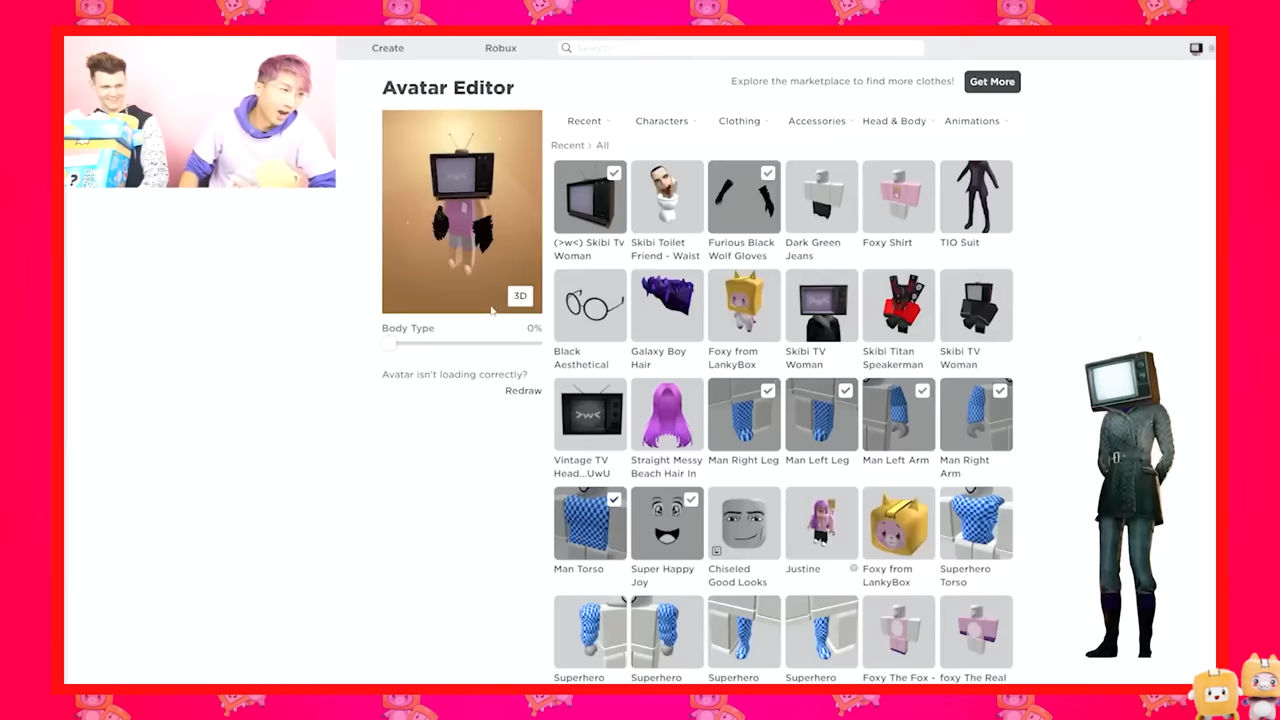 Create
Robux
Search
Avatar Editor
Explore the marketplace to find more clothes!
Get More
Recent
Characters
Clothing
Accessories
Head & Body
Animations
Recent > All
3D
Body Type
0%
Avatar isn't loading correctly?
Redraw
(>w<) Skibi Tv
Woman
Skibi Toilet
Friend - Waist
Furious Black
Wolf Gloves
Dark Green
Jeans
Foxy Shirt
TIO Suit
Black
Aesthetical
Galaxy Boy
Hair
Foxy from
LankyBox
Skibi TV
Woman
Skibi Titan
Speakerman
Skibi TV
Woman
>w<
Vintage TV
Head...UwU
Straight Messy
Beach Hair In
Man Right Leg
Man Left Leg
Man Left Arm
Man Right
Arm
Man Torso
Super Happy
Joy
Chiseled
Good Looks
Justine
Foxy from
LankyBox
Superhero
Torso
Superhero
Superhero
Superhero
Superhero
Foxy The Fox -
foxy The Real
?